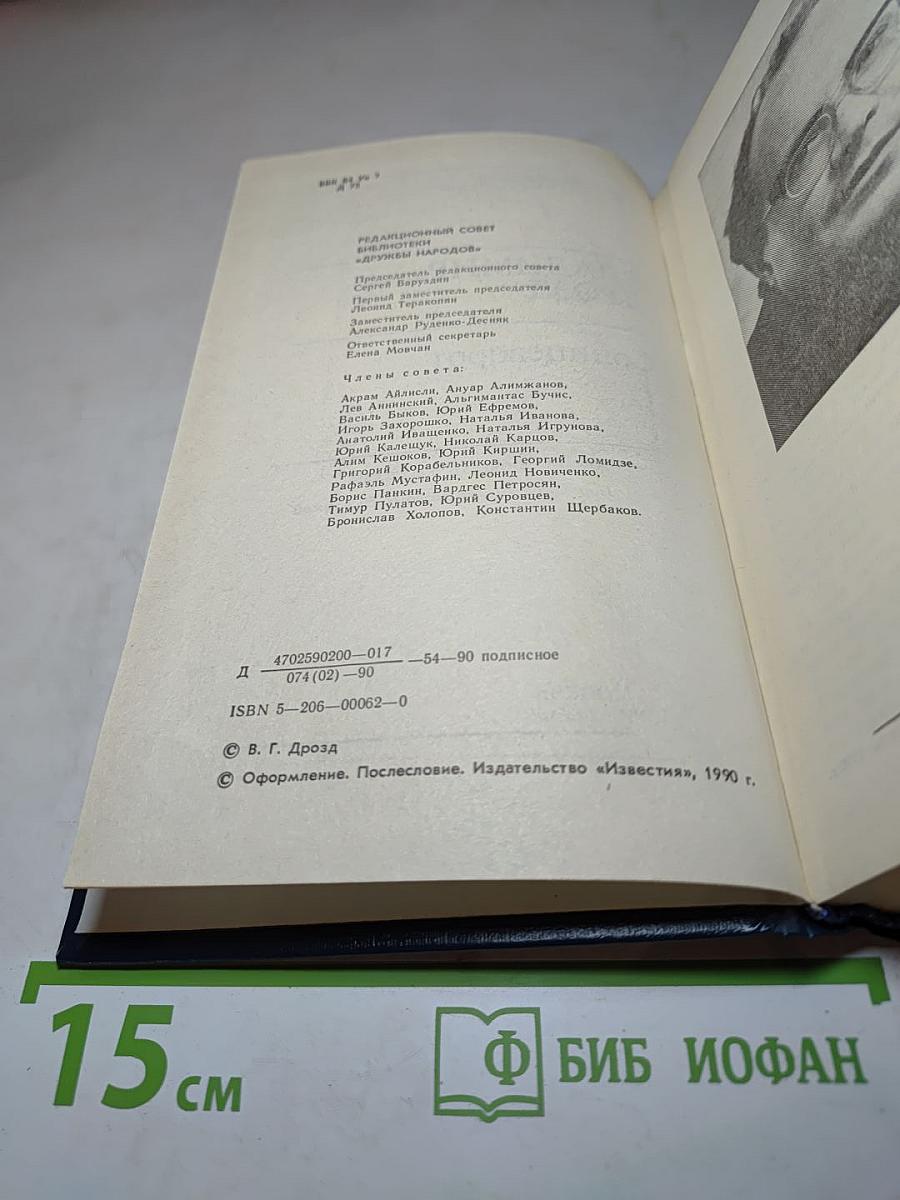 ББК 84 Ук 7
Д 75
РЕДАКЦИОННЫЙ СОВЕТ
БИБЛИОТЕКИ
«ДРУЖБЫ НАРОДОВ»
Председатель редакционного совета
Сергей Баруздин
Первый заместитель председателя
Леонид Теракопян
Заместитель председателя
Александр Руденко-Десняк
Ответственный секретарь
Елена Мовчан
Члены совета:
Акрам Айлисли, Ануар Алимжанов,
Лев Аннинский, Альгимантас Бучис,
Василь Быков, Юрий Ефремов,
Игорь Захорошко, Наталья Иванова,
Анатолий Иващенко, Наталья Игрунова,
Юрий Калещук, Николай Карцов,
Алим Кешоков, Юрий Киршин,
Григорий Корабельников, Георгий Ломидзе,
Рафаэль Мустафин, Леонид Новиченко,
Борис Панкин, Вардгес Петросян,
Тимур Пулатов, Юрий Суровцев,
Бронислав Холопов, Константин Щербаков.
Д 4702590200—017
074(02)—90 —54—90 подписное
ISBN 5—206—00062—0
© В. Г. Дрозд
© Оформление. Послесловие. Издательство «Известия», 1990 г.
15 см
Ф БИБ ИОФАН